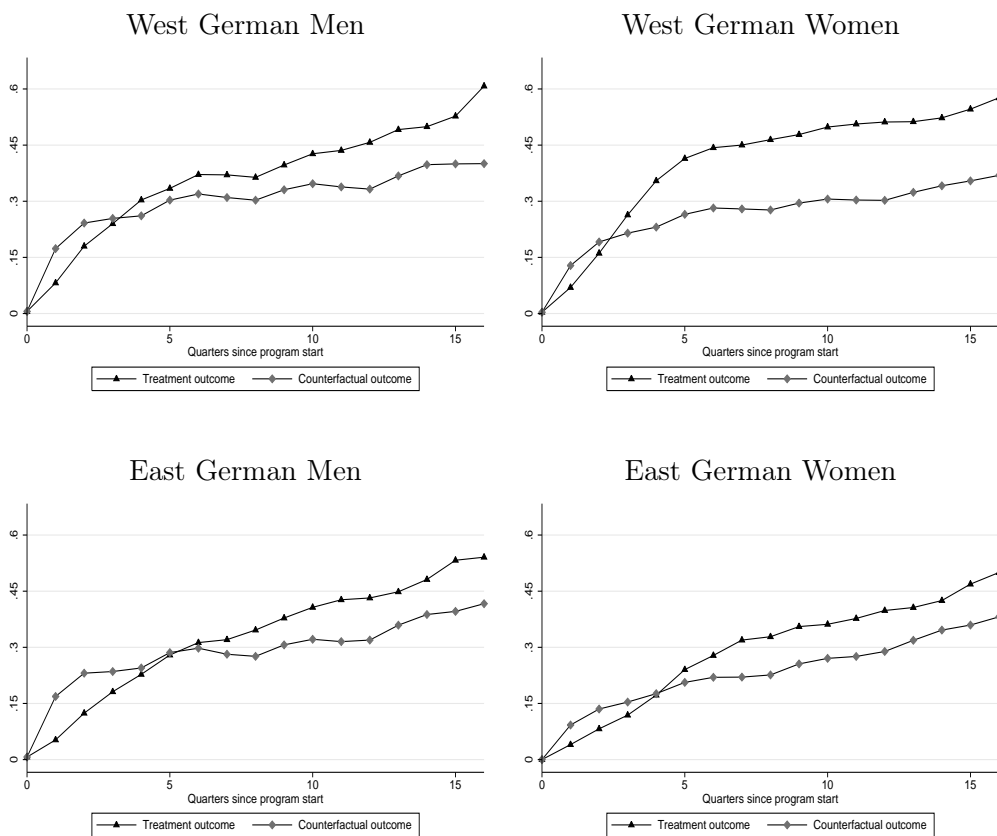 West German Men
West German Women
0 .15 .3 .45 .6
0 5 10 15
Quarters since program start
Treatment outcome Counterfactual outcome
0 .15 .3 .45 .6
0 5 10 15
Quarters since program start
Treatment outcome Counterfactual outcome
East German Men
East German Women
0 .15 .3 .45 .6
0 5 10 15
Quarters since program start
Treatment outcome Counterfactual outcome
0 .15 .3 .45 .6
0 5 10 15
Quarters since program start
Treatment outcome Counterfactual outcome